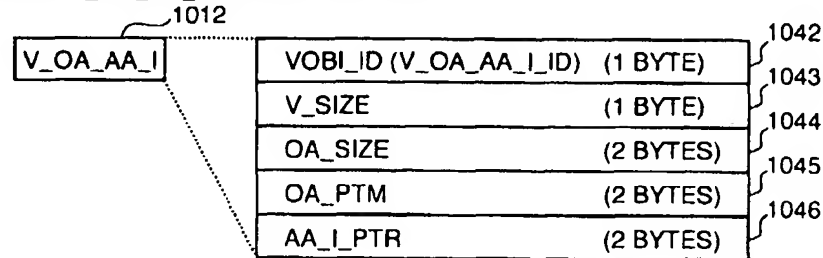 1012
V_OA_AA_I
VOBI_ID (V_OA_AA_I_ID) (1 BYTE) 1042
V_SIZE (1 BYTE) 1043
OA_SIZE (2 BYTES) 1044
OA_PTM (2 BYTES) 1045
AA_I_PTR (2 BYTES) 1046